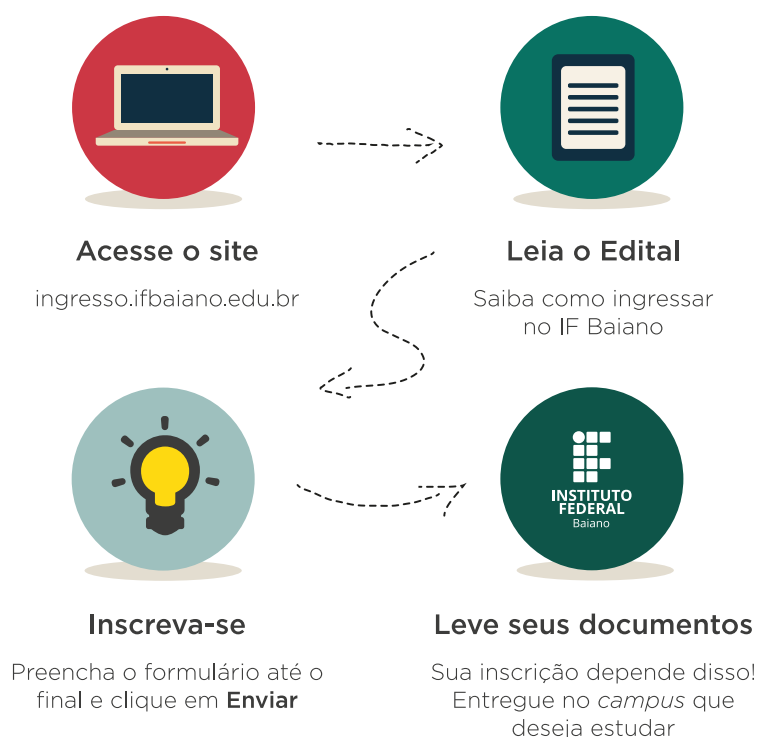 Acesse o site
ingresso.ifbaiano.edu.br
Leia o Edital
Saiba como ingressar
no IF Baiano
Inscreva-se
Preencha o formulário até o
final e clique em Enviar
INSTITUTO
FEDERAL
Baiano
Leve seus documentos
Sua inscrição depende disso!
Entregue no campus que
deseja estudar